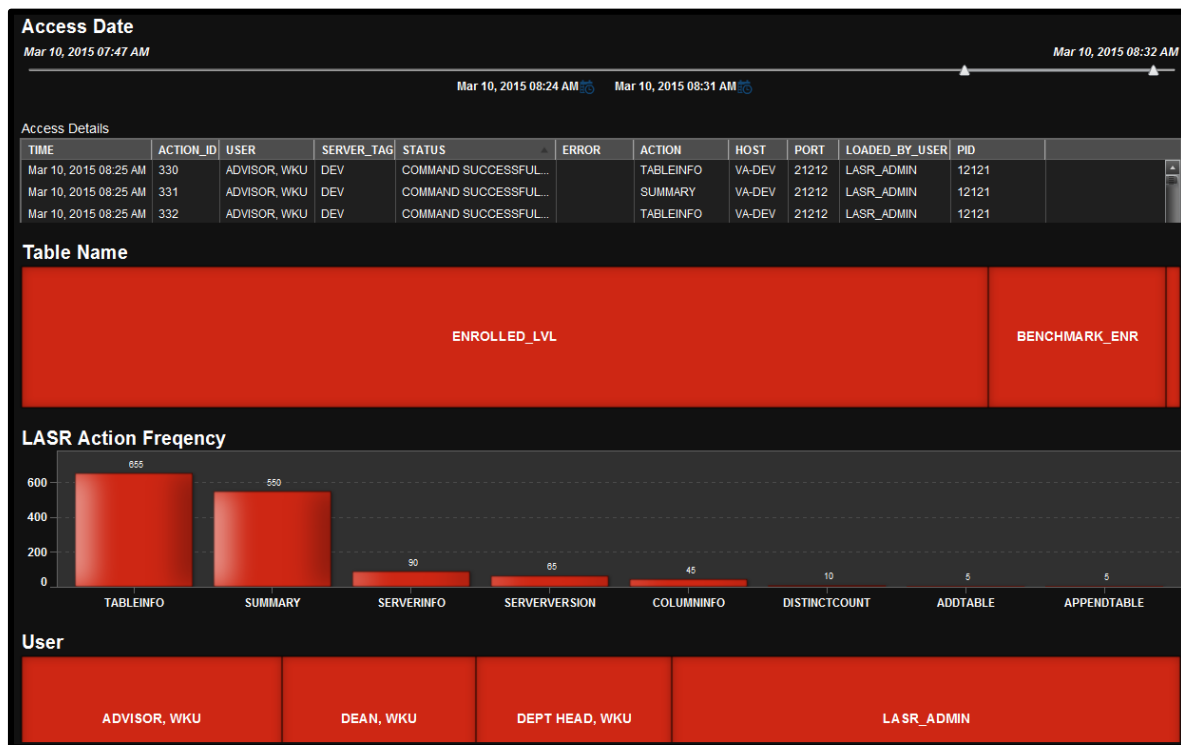 Access Date
Mar 10, 2015 07:47 AM Mar 10, 2015 08:32 AM
Mar 10, 2015 08:24 AM Mar 10, 2015 08:31 AM
Access Details
TIME ACTION_ID USER SERVER_TAG STATUS ERROR ACTION HOST PORT LOADED_BY_USER PID
Mar 10, 2015 08:25 AM 330 ADVISOR, WKU DEV COMMAND SUCCESSFUL... TABLEINFO VA-DEV 21212 LASR_ADMIN 12121
Mar 10, 2015 08:25 AM 331 ADVISOR, WKU DEV COMMAND SUCCESSFUL... SUMMARY VA-DEV 21212 LASR_ADMIN 12121
Mar 10, 2015 08:25 AM 332 ADVISOR, WKU DEV COMMAND SUCCESSFUL... TABLEINFO VA-DEV 21212 LASR_ADMIN 12121
Table Name
ENROLLED_LVL BENCHMARK_ENR
LASR Action Freqency
655
600
550
400
200
90 65 45 10 5 5
0
TABLEINFO SUMMARY SERVERINFO SERVERVERSION COLUMNINFO DISTINCTCOUNT ADDTABLE APPENDTABLE
User
ADVISOR, WKU DEAN, WKU DEPT HEAD, WKU LASR_ADMIN